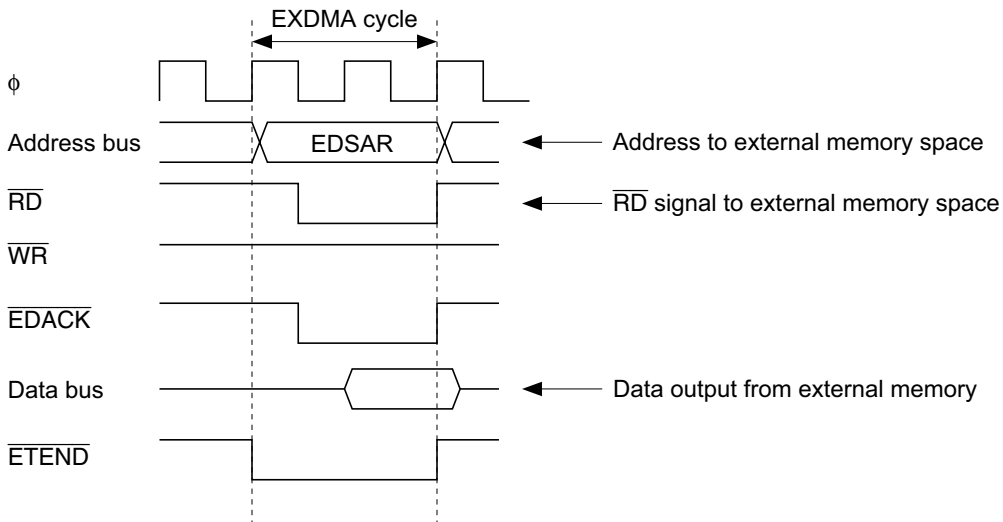 EXDMA cycle
ϕ
Address bus EDSAR Address to external memory space
RD RD signal to external memory space
WR
EDACK
Data bus Data output from external memory
ETEND